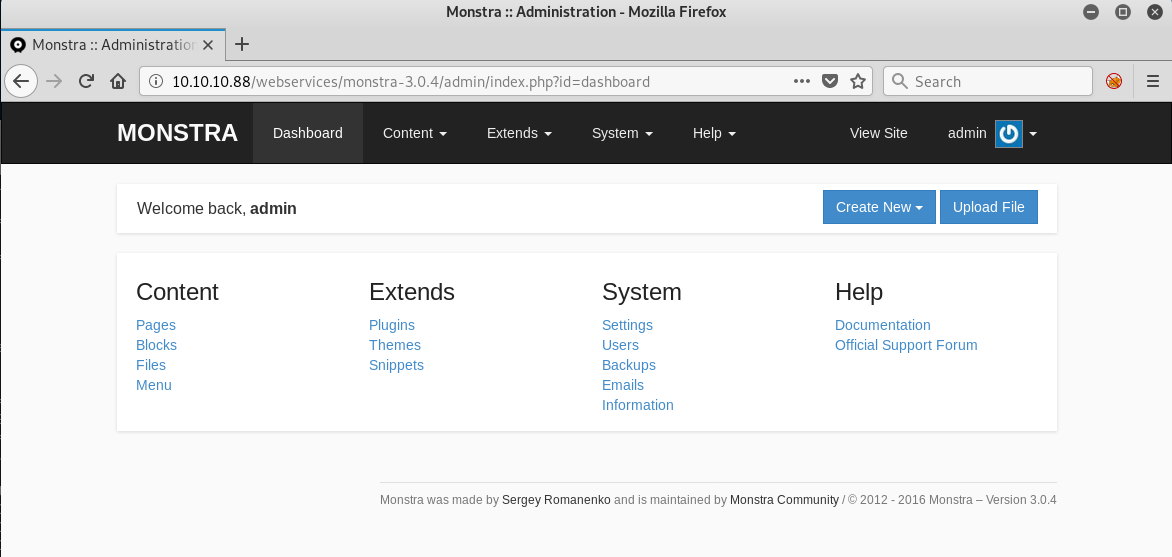 Monstra :: Administration - Mozilla Firefox
Monstra :: Administration
10.10.10.88/webservices/monstra-3.0.4/admin/index.php?id=dashboard
Search
MONSTRA Dashboard Content Extends System Help View Site admin
Welcome back, admin Create New Upload File
Content Extends System Help
Pages Plugins Settings Documentation
Blocks Themes Users Official Support Forum
Files Snippets Backups
Menu Emails
Information
Monstra was made by Sergey Romanenko and is maintained by Monstra Community / © 2012 - 2016 Monstra – Version 3.0.4